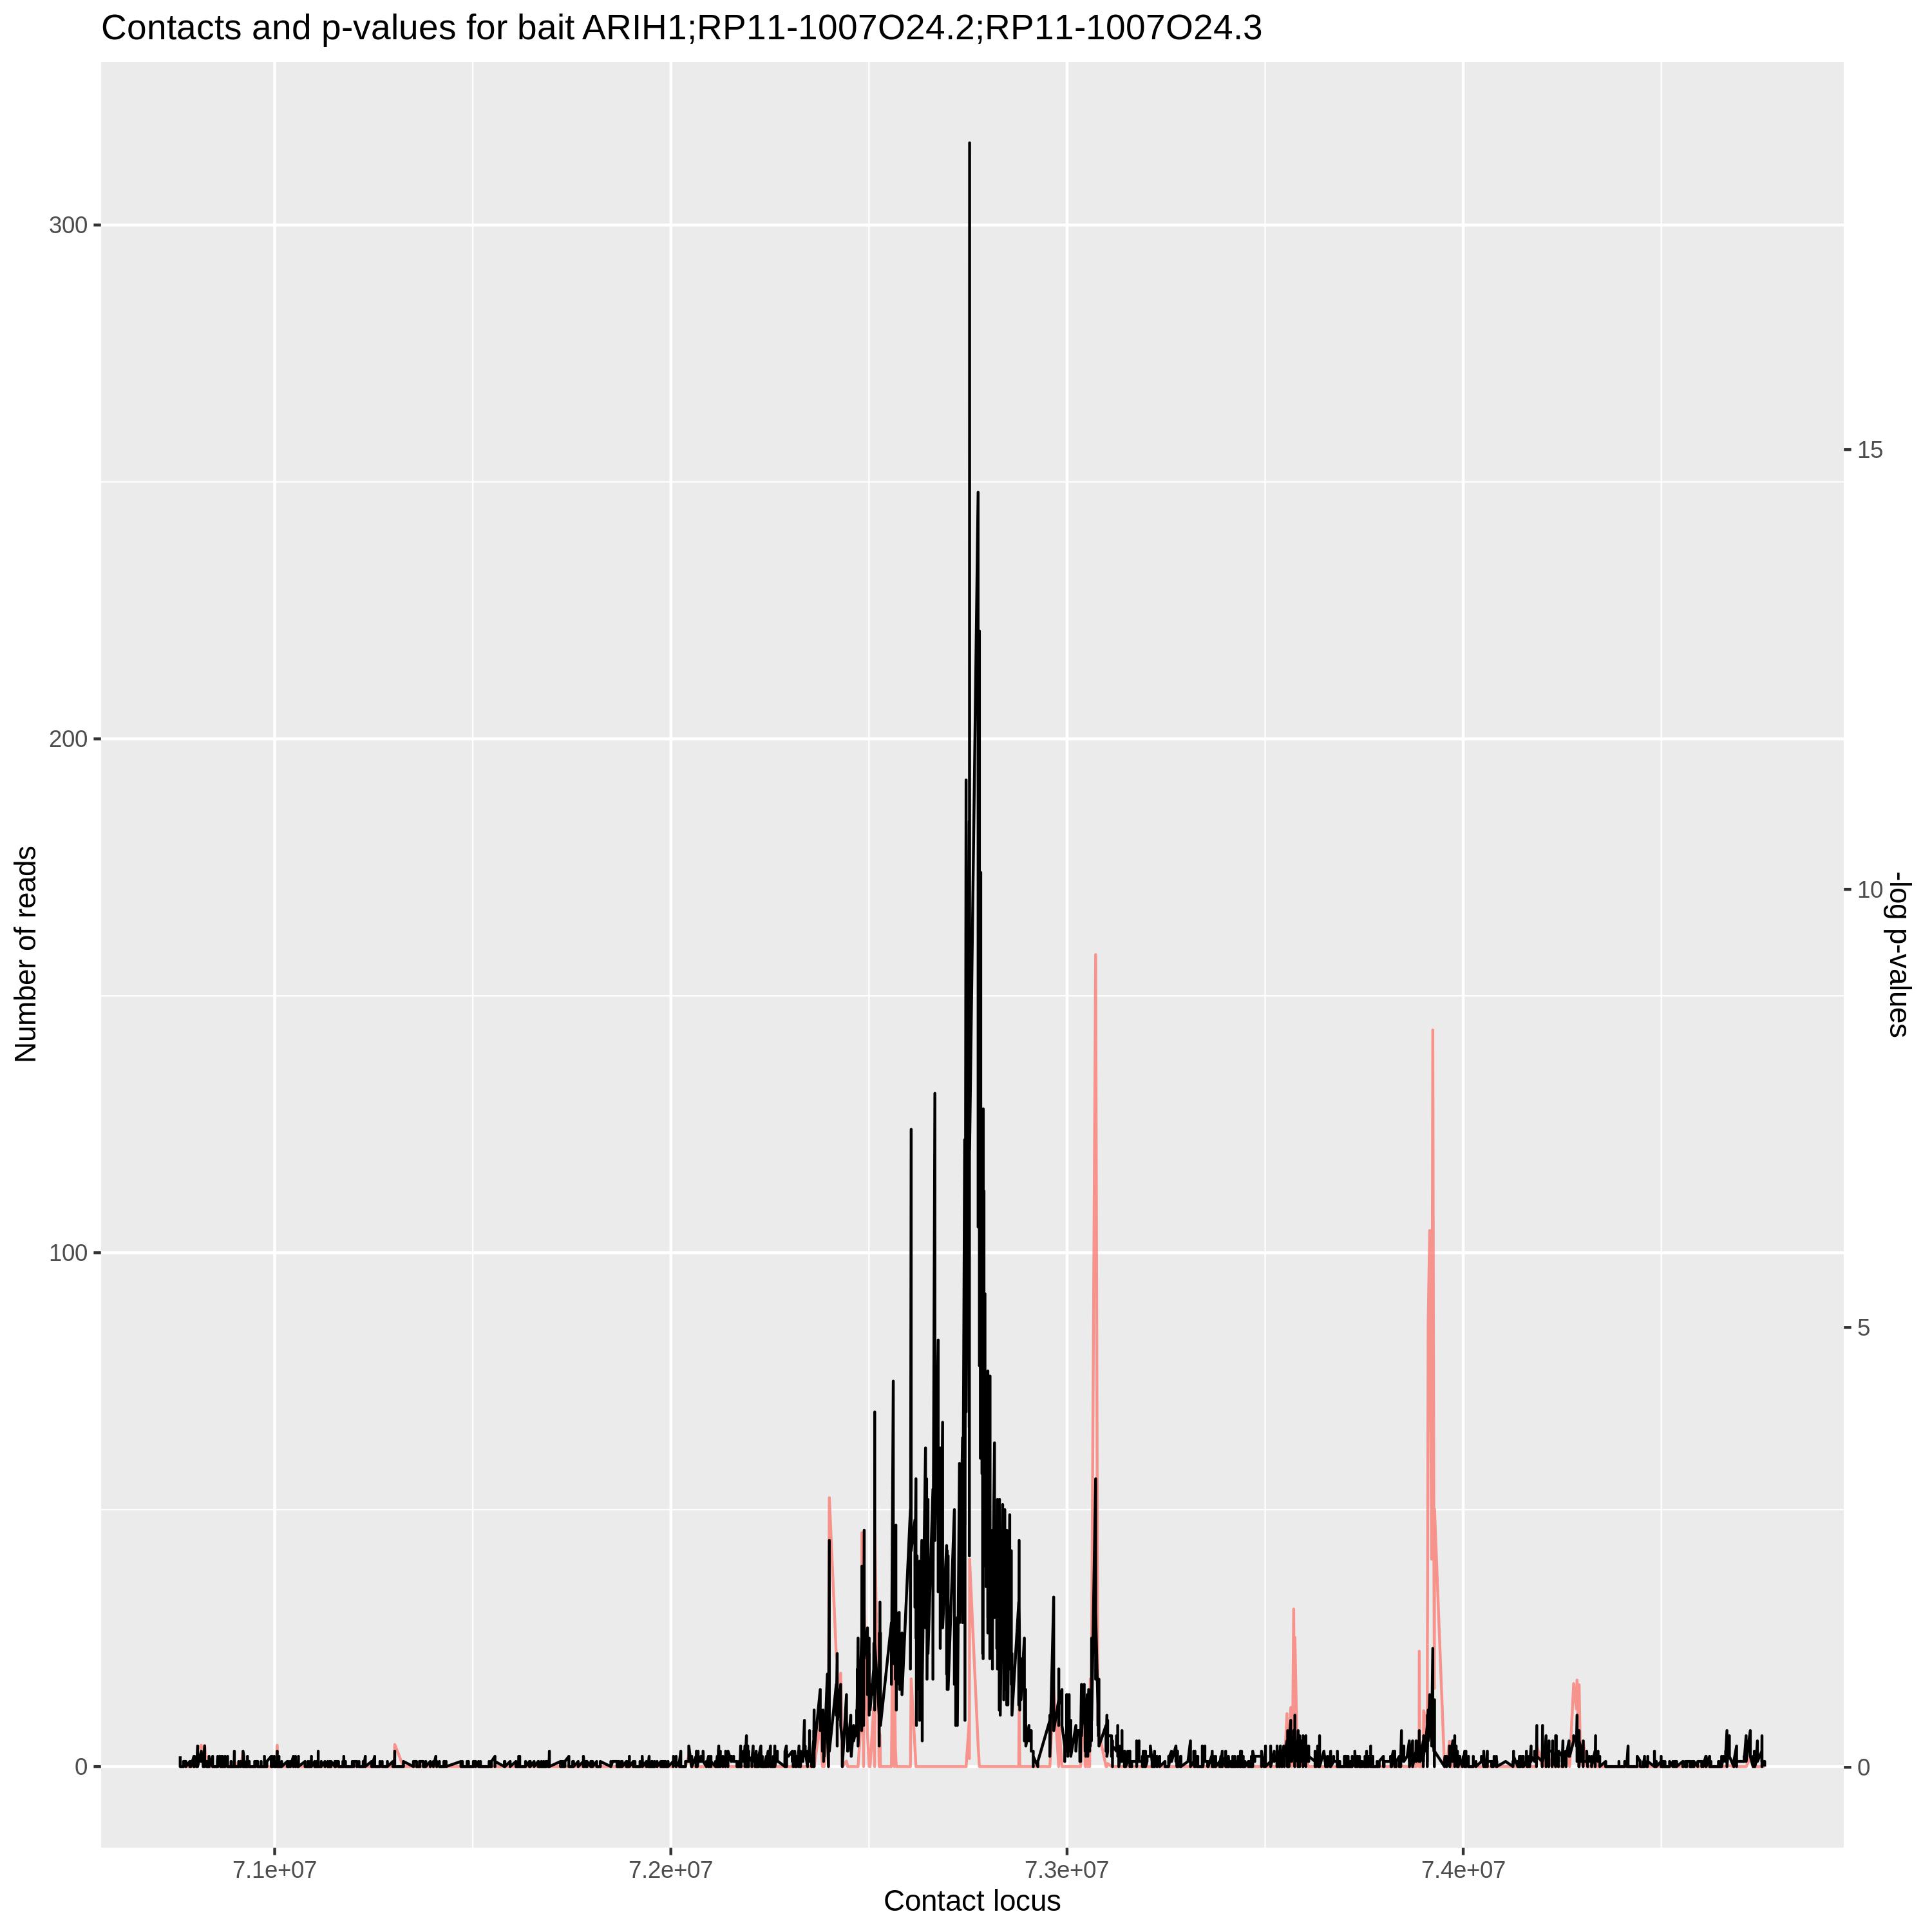 Contacts and p-values for bait ARIH1;RP11-1007O24.2;RP11-1007O24.3
300
200
100
0
Number of reads
15
10
5
0
-log p-values
7.1e+07
7.2e+07
7.3e+07
7.4e+07
Contact locus